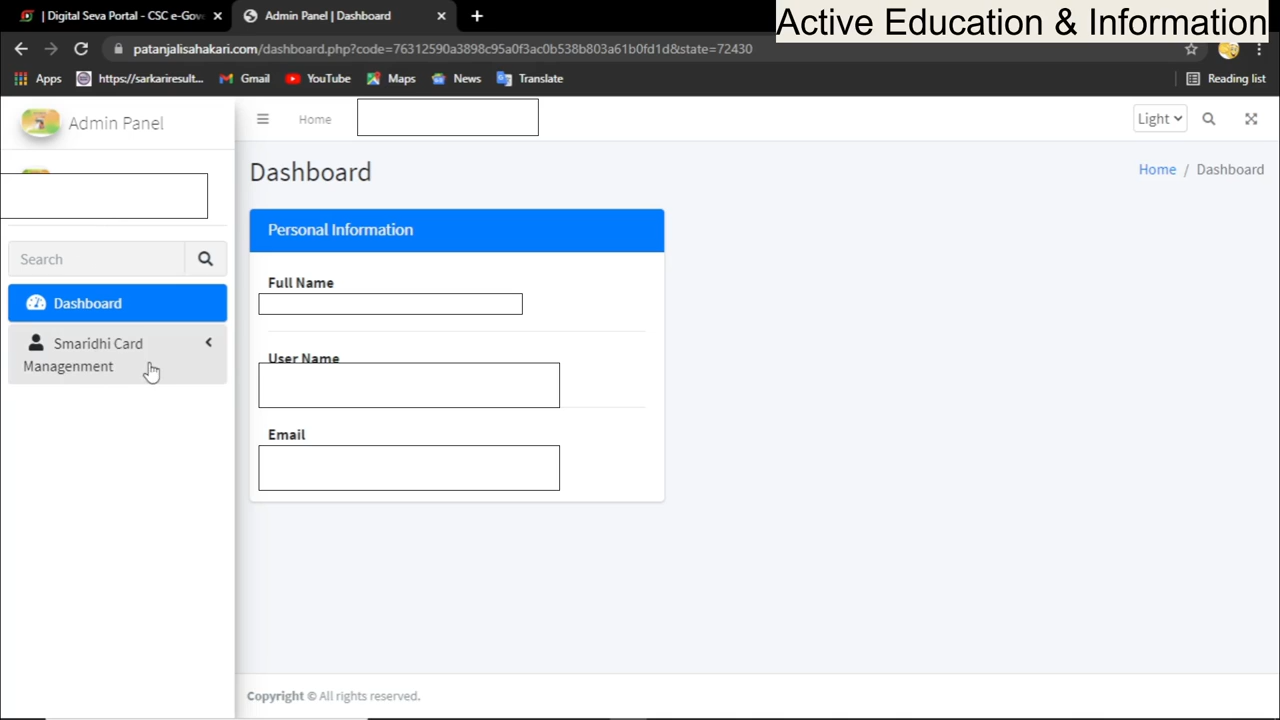 | Digital Seva Portal - CSC e-Gov
Admin Panel | Dashboard
Active Education & Information
patanjalisahakari.com/dashboard.php?code=76312590a3898c95a0f3ac0b538b803a61b0fd1d&state=72430
Apps
https://sarkariresult...
Gmail
YouTube
Maps
News
Translate
Reading list
Admin Panel
Home
Light
Dashboard
Home / Dashboard
Search
Dashboard
Smaridhi Card
Managenment
Personal Information
Full Name
User Name
Email
Copyright © All rights reserved.